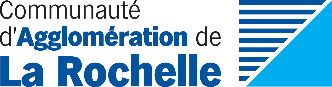 Communauté
d'Agglomération de
La Rochelle